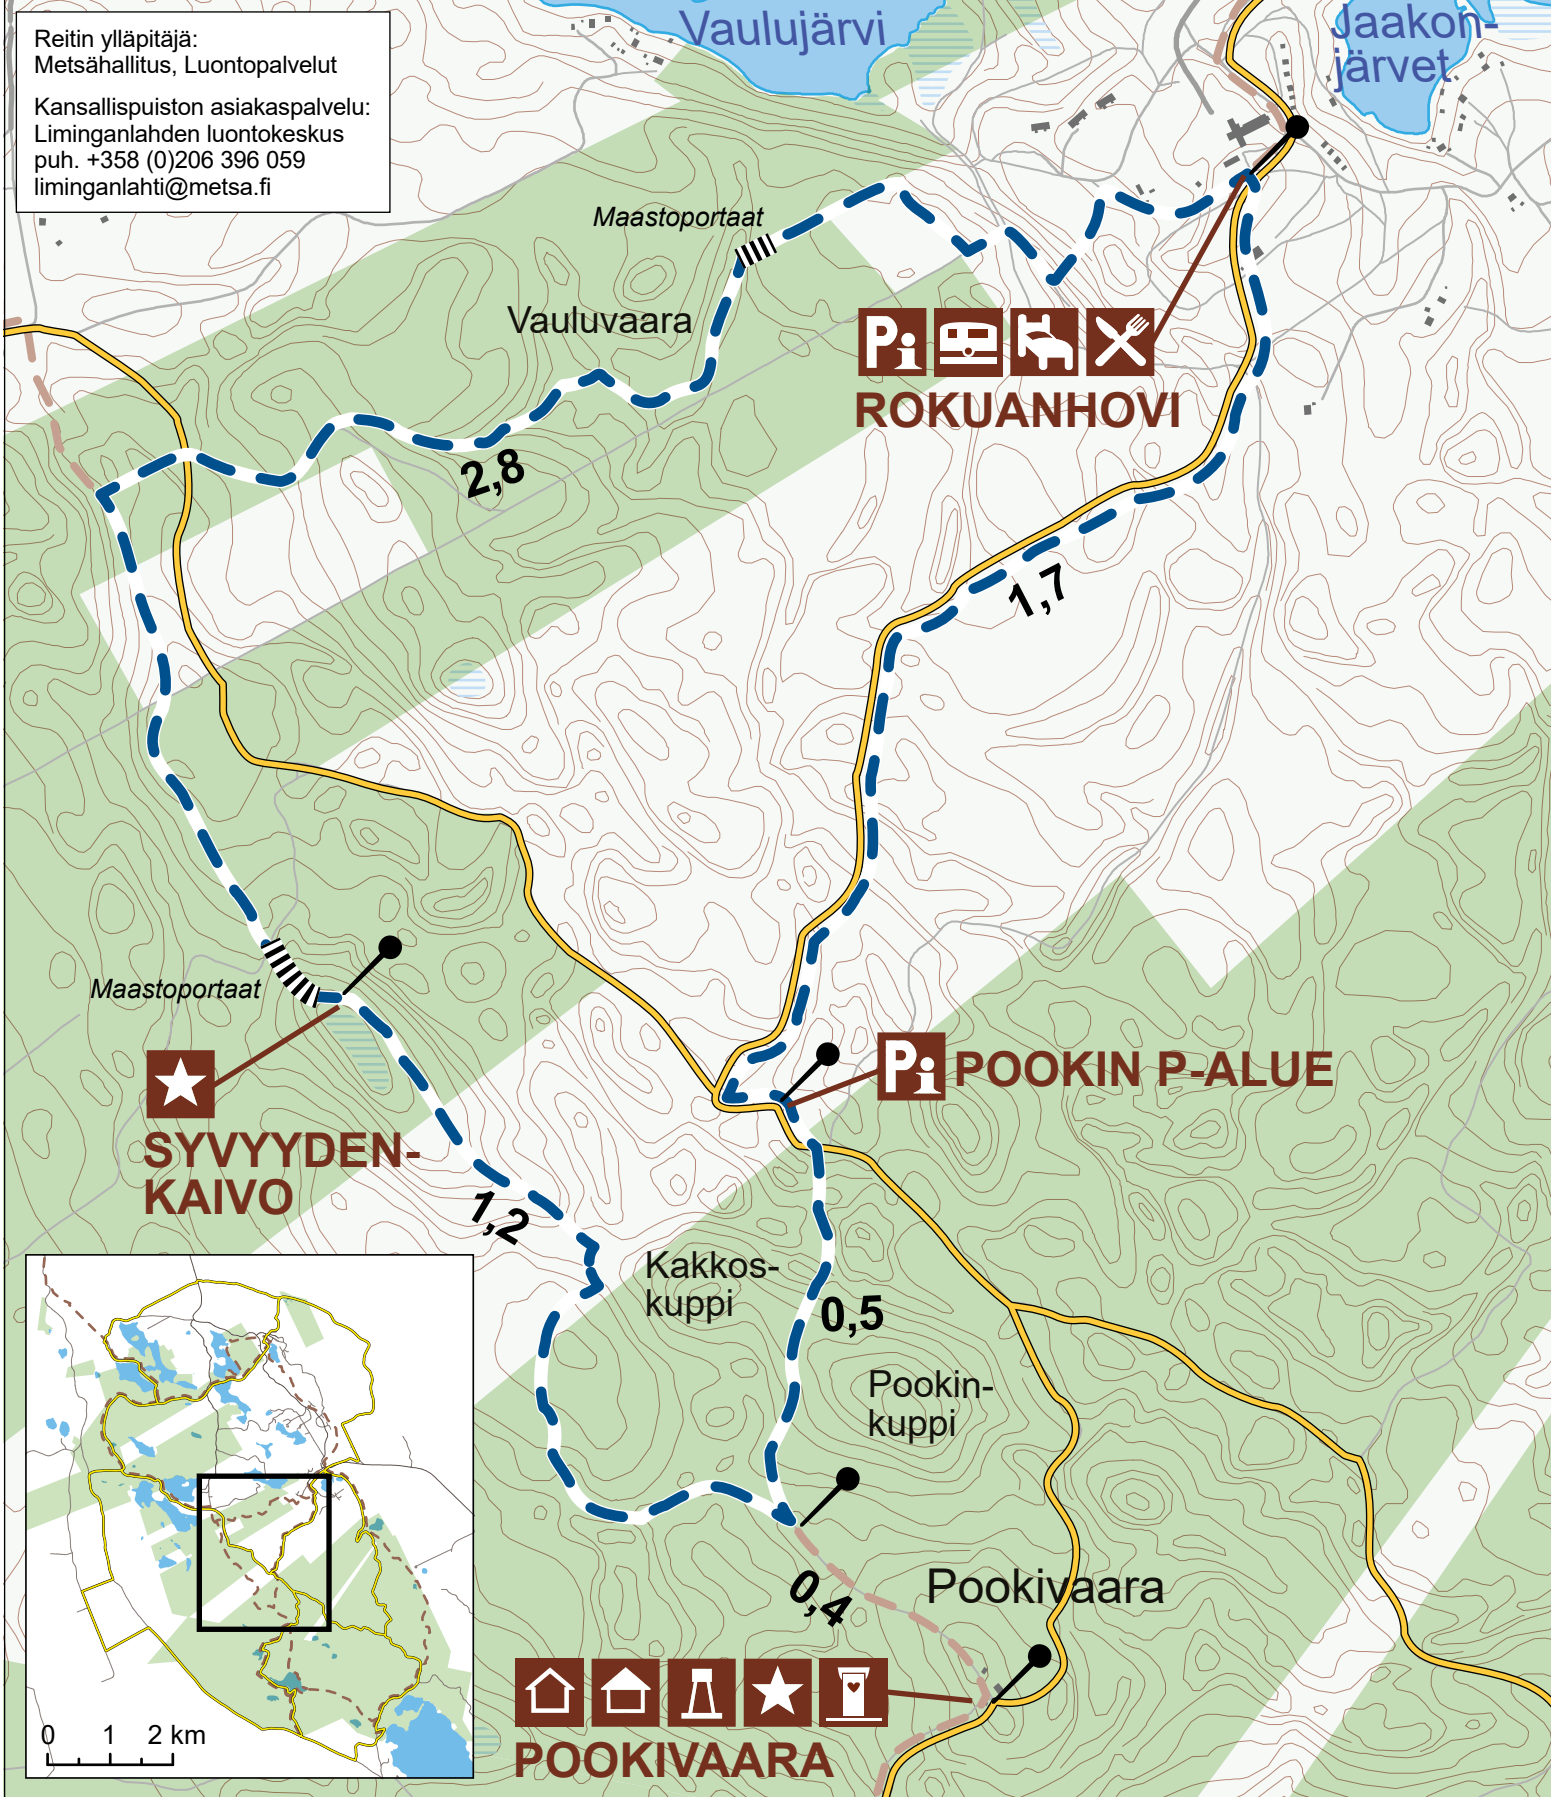 Reitin ylläpitäjä:
Metsähallitus, Luontopalvelut
Kansallispuiston asiakaspalvelu:
Liminganlahden luontokeskus
puh. +358 (0)206 396 059
liminganlahti@metsa.fi
Vaulujärvi
Jaakon-
järvet
Maastoportaat
Vauluvaara
Pi
ROKUANHOVI
2,8
1,7
Maastoportaat
Pi POOKIN P-ALUE
SYVYYDEN-
KAIVO
1,2
Kakkos-
kuppi
0,5
Pookin-
kuppi
0,4
Pookivaara
POOKIVAARA
0 1 2 km